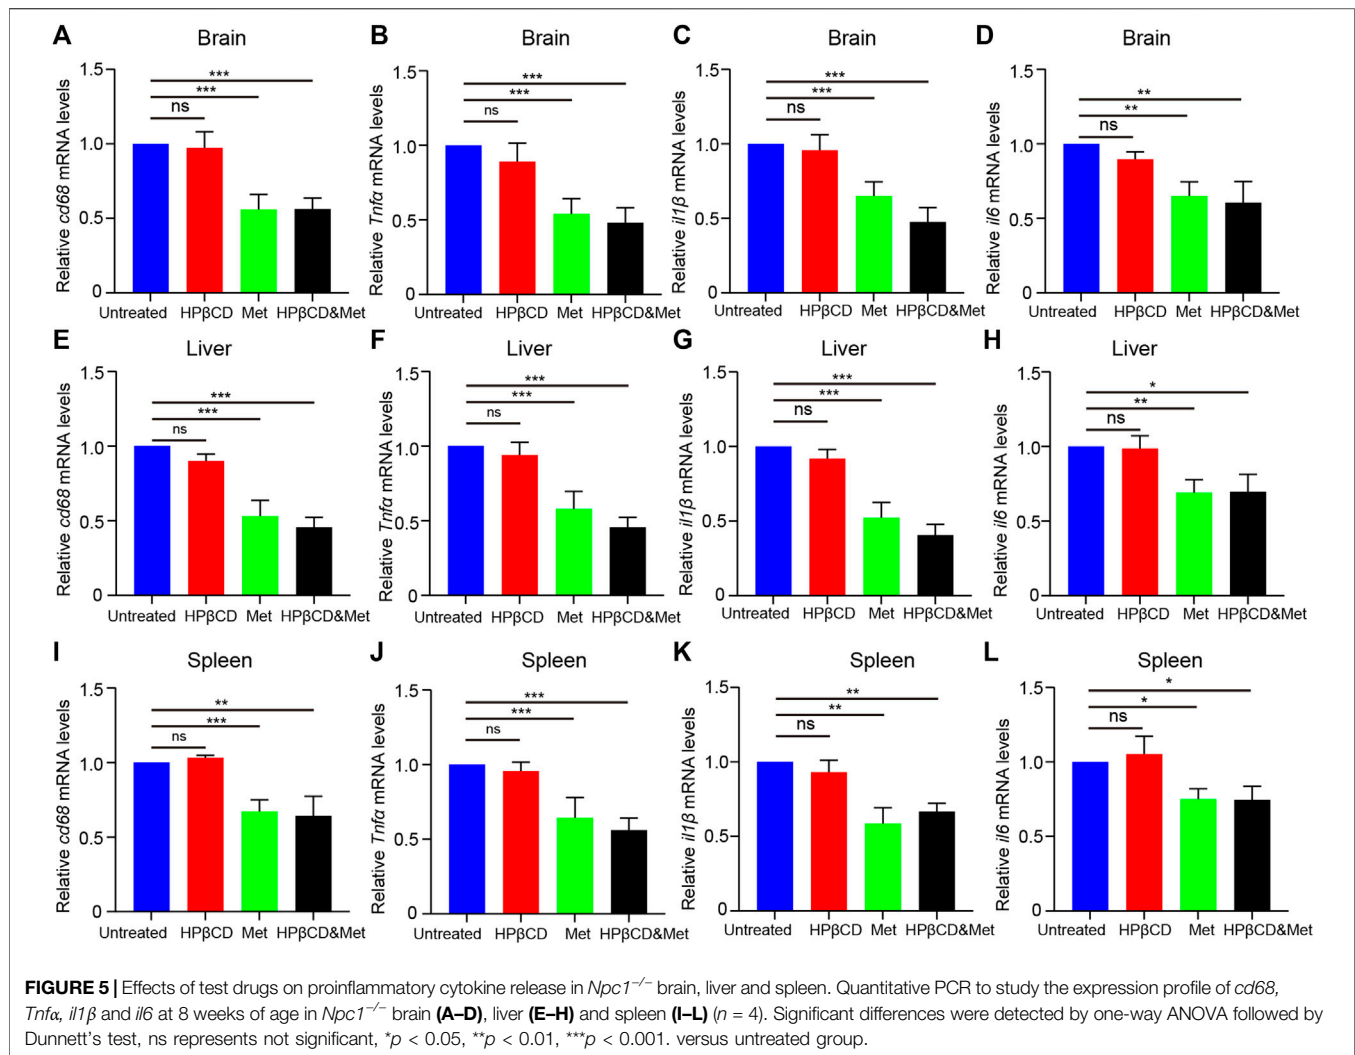 A Brain B Brain C Brain D Brain
Relative cd68 mRNA levels 1.5 1.0 0.5 0 ns *** ***
Untreated HPβCD Met HPβCD&Met
Relative Tnfα mRNA levels 1.5 1.0 0.5 0 ns *** ***
Untreated HPβCD Met HPβCD&Met
Relative il1β mRNA levels 1.5 1.0 0.5 0 ns *** ***
Untreated HPβCD Met HPβCD&Met
Relative il6 mRNA levels 1.5 1.0 0.5 0 ns ** **
Untreated HPβCD Met HPβCD&Met
E Liver F Liver G Liver H Liver
Relative cd68 mRNA levels 1.5 1.0 0.5 0 ns *** ***
Untreated HPβCD Met HPβCD&Met
Relative Tnfα mRNA levels 1.5 1.0 0.5 0 ns *** ***
Untreated HPβCD Met HPβCD&Met
Relative il1β mRNA levels 1.5 1.0 0.5 0 ns *** ***
Untreated HPβCD Met HPβCD&Met
Relative il6 mRNA levels 1.5 1.0 0.5 0 ns ** *
Untreated HPβCD Met HPβCD&Met
I Spleen J Spleen K Spleen L Spleen
Relative cd68 mRNA levels 1.5 1.0 0.5 0 ns *** **
Untreated HPβCD Met HPβCD&Met
Relative Tnfα mRNA levels 1.5 1.0 0.5 0 ns *** ***
Untreated HPβCD Met HPβCD&Met
Relative il1β mRNA levels 1.5 1.0 0.5 0 ns ** **
Untreated HPβCD Met HPβCD&Met
Relative il6 mRNA levels 1.5 1.0 0.5 0 ns * *
Untreated HPβCD Met HPβCD&Met
FIGURE 5 | Effects of test drugs on proinflammatory cytokine release in Npc1−/− brain, liver and spleen. Quantitative PCR to study the expression profile of cd68,
Tnfα, il1β and il6 at 8 weeks of age in Npc1−/− brain (A–D), liver (E–H) and spleen (I–L) (n = 4). Significant differences were detected by one-way ANOVA followed by
Dunnett's test, ns represents not significant, *p < 0.05, **p < 0.01, ***p < 0.001. versus untreated group.